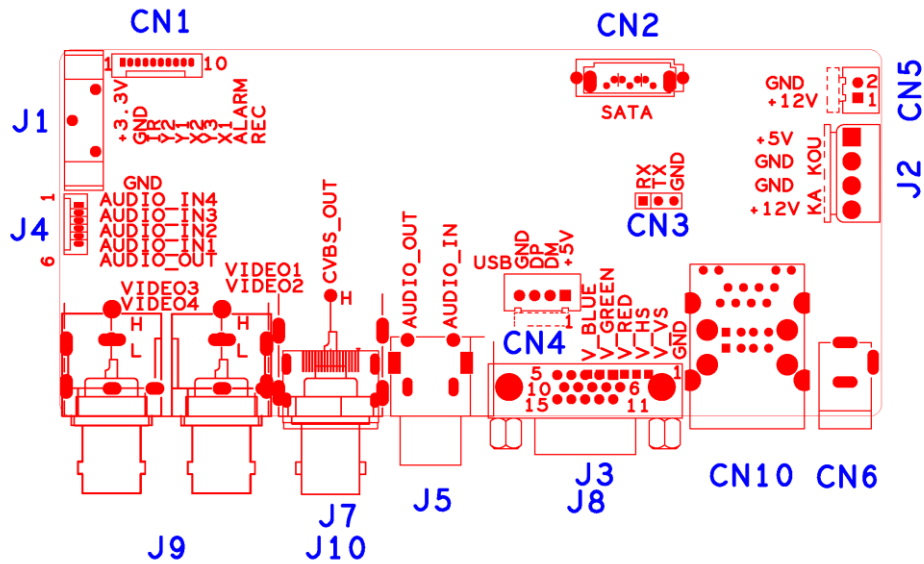 CN1
CN2
CN5
J1
1
10
+3.3V
GND
IR
Y2
Y1
X2
Y3
X1
ALARM
REC
SATA
GND
+12V
2
1
+5V
GND
GND
+12V
KA_KOU
J2
RX
TX
GND
CN3
J4
1
6
GND
AUDIO_IN4
AUDIO_IN3
AUDIO_IN2
AUDIO_IN1
AUDIO_OUT
VIDEO3
VIDEO4
VIDEO1
VIDEO2
H
L
H
L
CVBS_OUT
H
AUDIO_OUT
AUDIO_IN
USB
GND
DP
DM
+5V
1
CN4
V_BLUE
V_GREEN
V_RED
V_HS
V_VS
GND
5
1
10
6
15
11
J3
J8
CN10
CN6
J5
J7
J10
J9